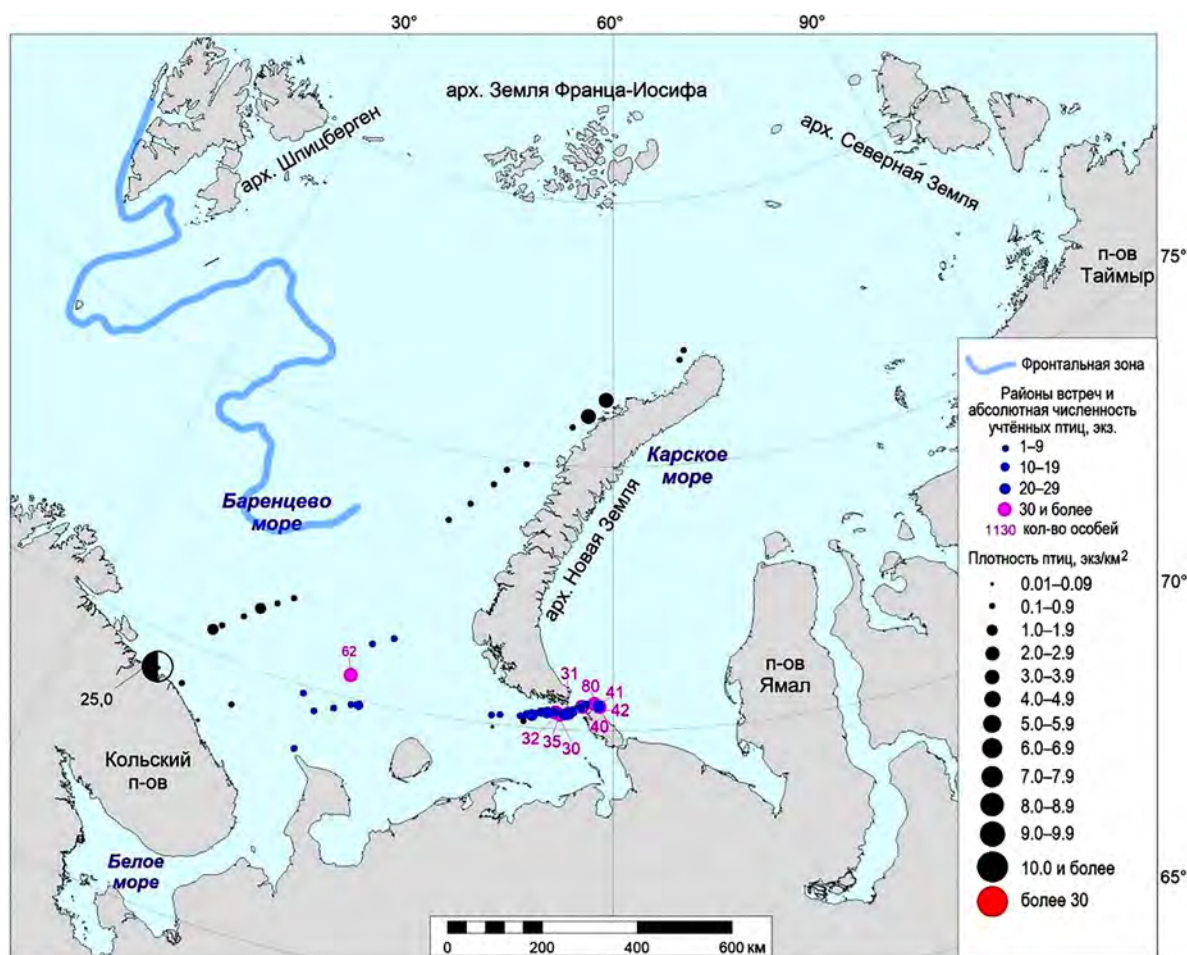 30°
60°
90°
арх. Земля Франца-Иосифа
арх. Шпицберген
арх. Северная Земля
п-ов
Таймыр
75°
Фронтальная зона
Районы встреч и
абсолютная численность
учтённых птиц, экз.
1–9
10–19
20–29
30 и более
1130 кол-во особей
Плотность птиц, экз/км²
0.01–0.09
0.1–0.9
1.0–1.9
2.0–2.9
3.0–3.9
4.0–4.9
5.0–5.9
6.0–6.9
7.0–7.9
8.0–8.9
9.0–9.9
10.0 и более
более 30
Карское
море
Баренцево
море
арх. Новая Земля
70°
62
25,0
31
80
41
42
40
32
35
30
п-ов
Ямал
Кольский
п-ов
Белое
море
65°
0 200 400 600 км